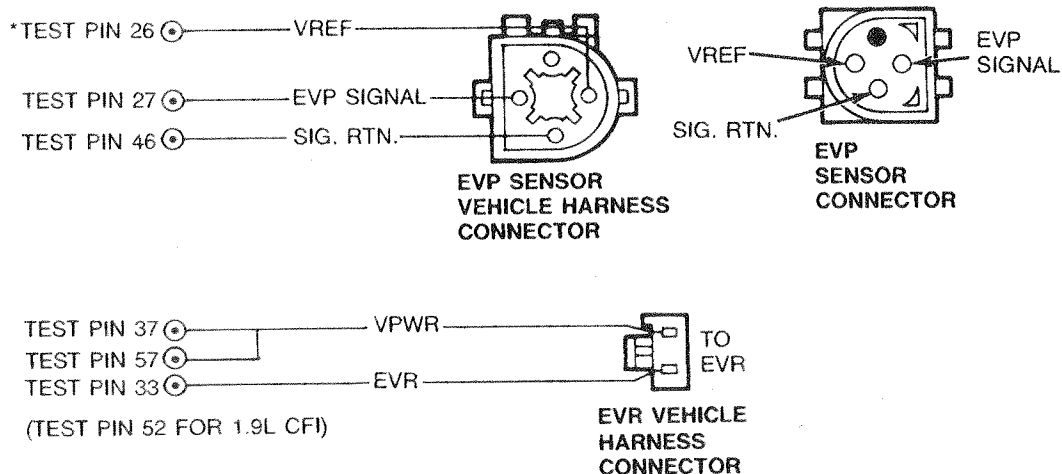 *TEST PIN 26 VREF
TEST PIN 27 EVP SIGNAL
TEST PIN 46 SIG. RTN.
EVP SENSOR
VEHICLE HARNESS
CONNECTOR
VREF
EVP
SIGNAL
SIG. RTN.
EVP
SENSOR
CONNECTOR
TEST PIN 37 VPWR
TEST PIN 57
TEST PIN 33 EVR
(TEST PIN 52 FOR 1.9L CFI)
TO
EVR
EVR VEHICLE
HARNESS
CONNECTOR